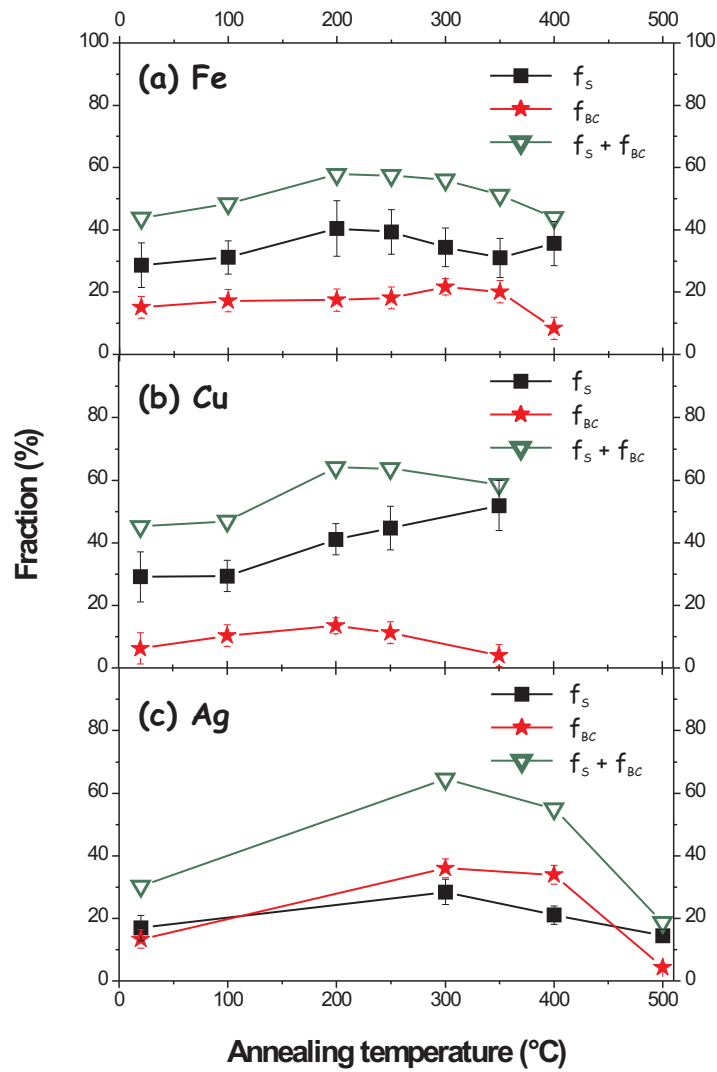 0 100 200 300 400 500
100 100
(a) Fe
f_S
f_BC
f_S + f_BC
80 80
60 60
40 40
20 20
0 0
(b) Cu
f_S
f_BC
f_S + f_BC
80 80
60 60
40 40
20 20
0 0
(c) Ag
f_S
f_BC
f_S + f_BC
80 80
60 60
40 40
20 20
0 0
0 100 200 300 400 500
Fraction (%)
Annealing temperature (°C)